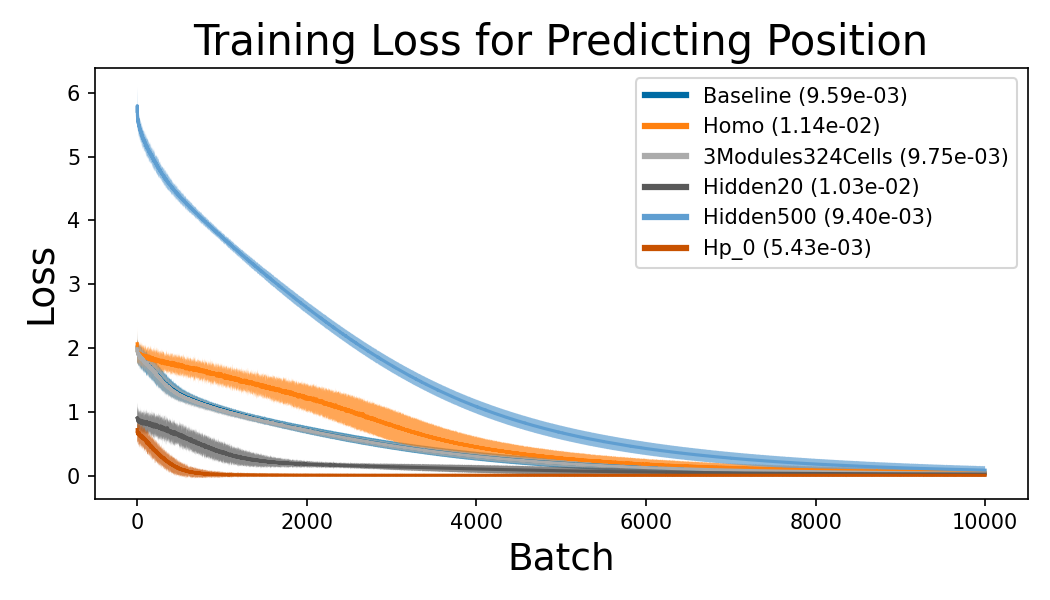 Training Loss for Predicting Position
Loss
6
5
4
3
2
1
0
Baseline (9.59e-03)
Homo (1.14e-02)
3Modules324Cells (9.75e-03)
Hidden20 (1.03e-02)
Hidden500 (9.40e-03)
Hp_0 (5.43e-03)
0 2000 4000 6000 8000 10000
Batch